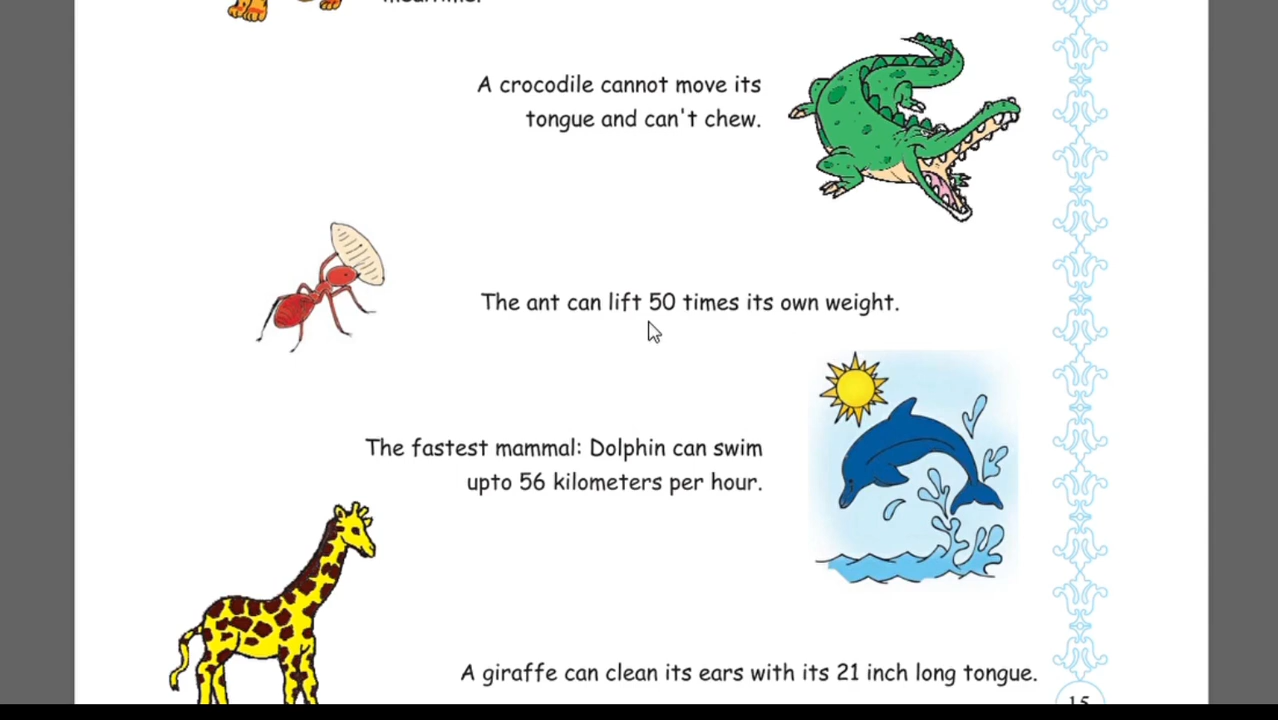 A crocodile cannot move its
tongue and can't chew.
The ant can lift 50 times its own weight.
The fastest mammal: Dolphin can swim
upto 56 kilometers per hour.
A giraffe can clean its ears with its 21 inch long tongue.
15